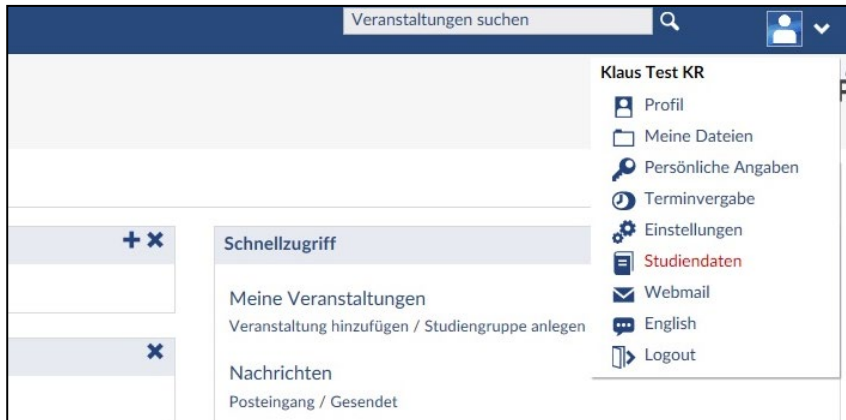 Veranstaltungen suchen
Klaus Test KR
Profil
Meine Dateien
Persönliche Angaben
Terminvergabe
Einstellungen
Studiendaten
Webmail
English
Logout
Schnellzugriff
Meine Veranstaltungen
Veranstaltung hinzufügen / Studiengruppe anlegen
Nachrichten
Posteingang / Gesendet